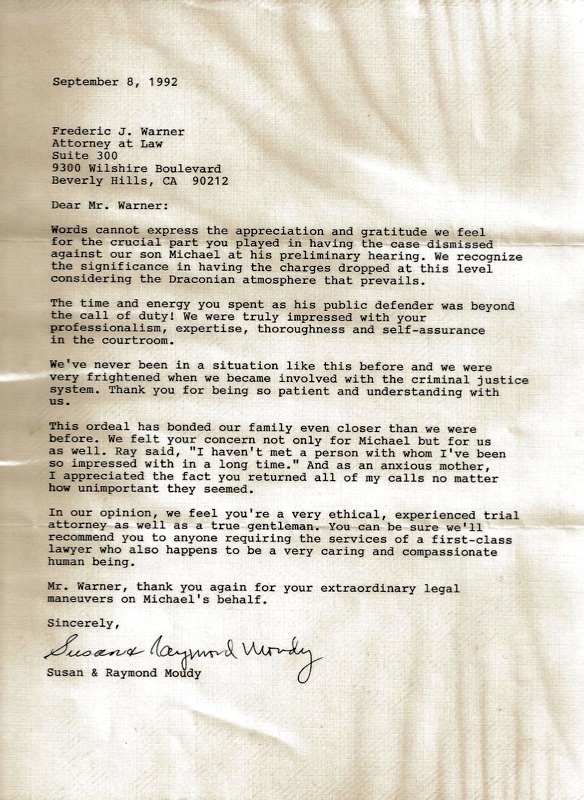 September 8, 1992
Frederic J. Warner
Attorney at Law
Suite 300
9300 Wilshire Boulevard
Beverly Hills, CA 90212
Dear Mr. Warner:
Words cannot express the appreciation and gratitude we feel
for the crucial part you played in having the case dismissed
against our son Michael at his preliminary hearing. We recognize
the significance in having the charges dropped at this level
considering the Draconian atmosphere that prevails.
The time and energy you spent as his public defender was beyond
the call of duty! We were truly impressed with your
professionalism, expertise, thoroughness and self-assurance
in the courtroom.
We've never been in a situation like this before and we were
very frightened when we became involved with the criminal justice
system. Thank you for being so patient and understanding with
us.
This ordeal has bonded our family even closer than we were
before. We felt your concern not only for Michael but for us
as well. Ray said, "I haven't met a person with whom I've been
so impressed with in a long time." And as an anxious mother,
I appreciated the fact you returned all of my calls no matter
how unimportant they seemed.
In our opinion, we feel you're a very ethical, experienced trial
attorney as well as a true gentleman. You can be sure we'll
recommend you to anyone requiring the services of a first-class
lawyer who also happens to be a very caring and compassionate
human being.
Mr. Warner, thank you again for your extraordinary legal
maneuvers on Michael's behalf.
Sincerely,
Susan & Raymond Moudy
Susan & Raymond Moudy